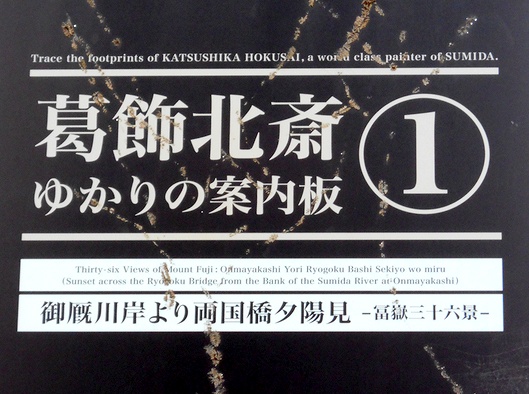 Trace the footprints of KATSUSHIKA HOKUSAI, a world class painter of SUMIDA.
葛飾北斎
ゆかりの案内板
①
Thirty-six Views of Mount Fuji: Onmayakashi Yori Ryogoku Bashi Sekiyo wo miru
(Sunset across the Ryogoku Bridge from the Bank of the Sumida River at Onmayakashi)
御厩川岸より両国橋夕陽見 −冨嶽三十六景−